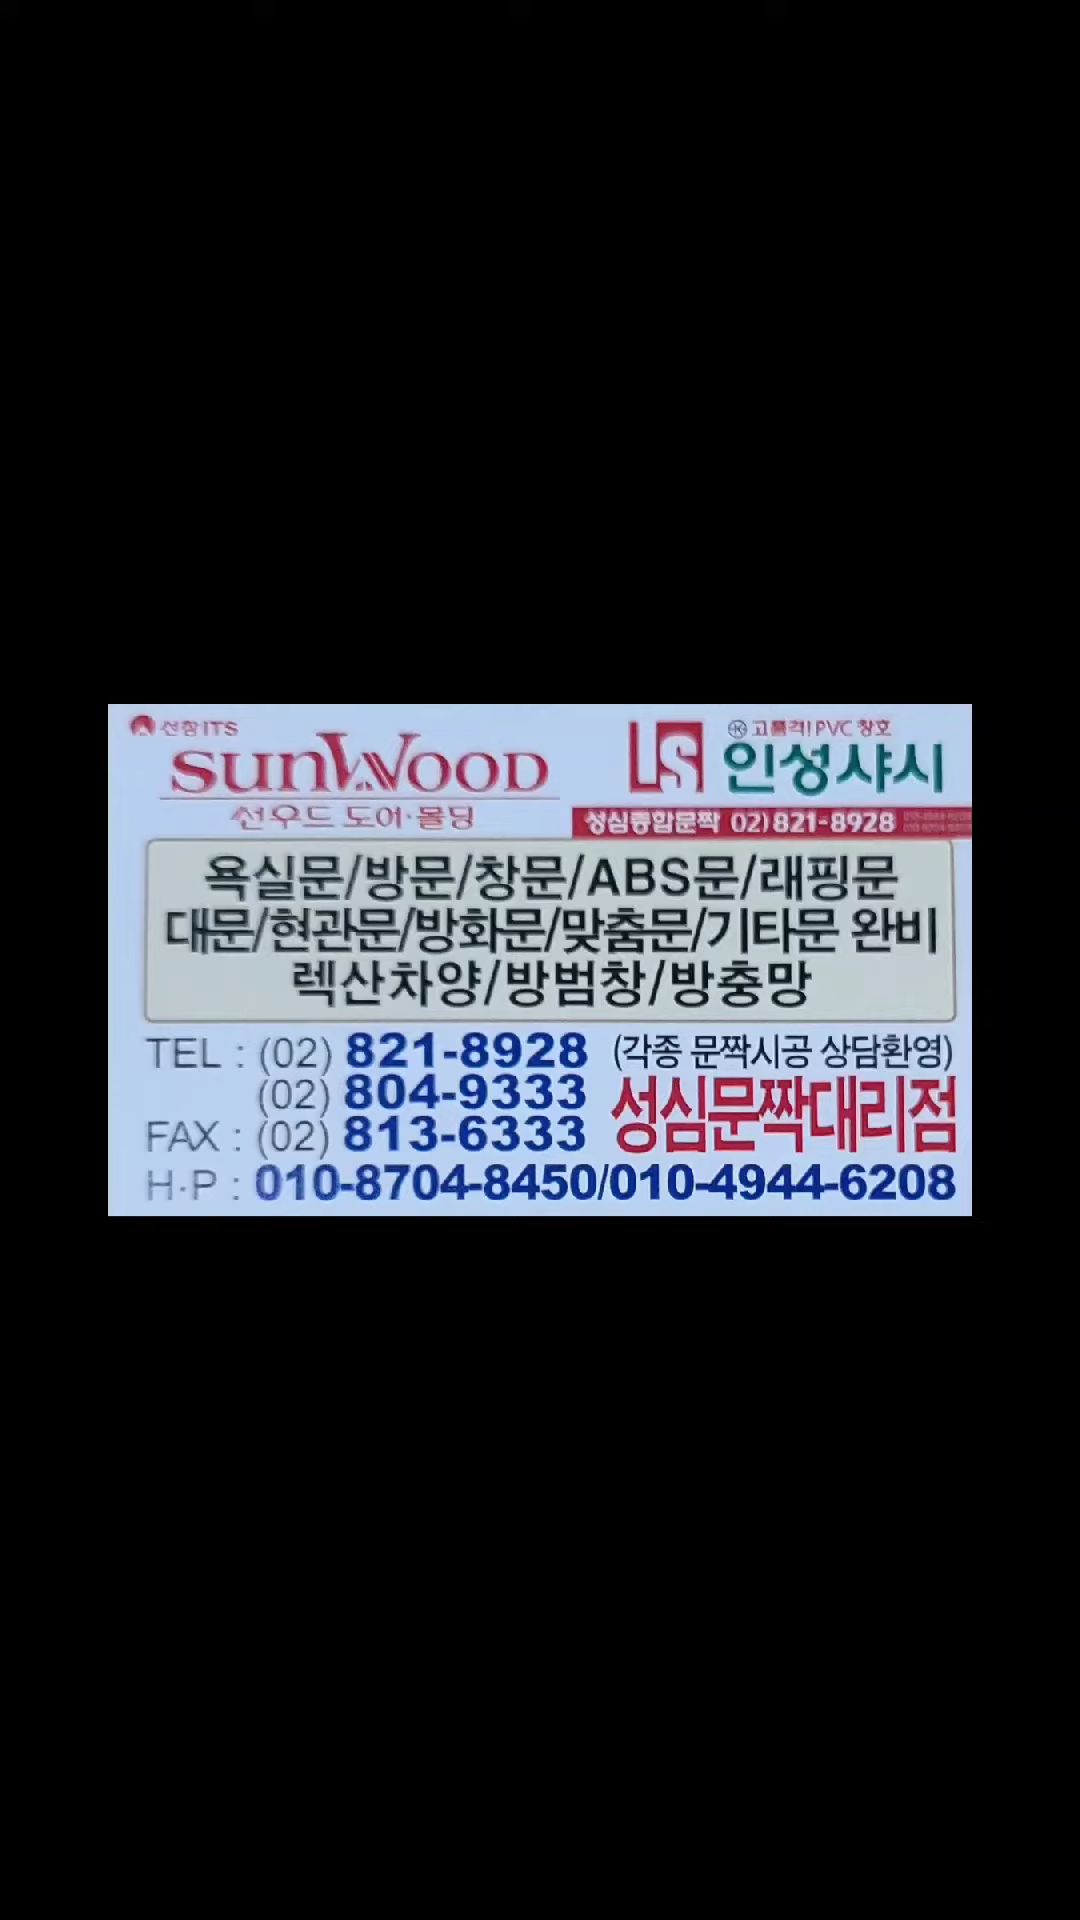 선창ITS
SUNWOOD
선우드 도어·몰딩
고품격! PVC 창호
인성샤시
성심종합문짝 02)821-8928
욕실문/방문/창문/ABS문/래핑문
대문/현관문/방화문/맞춤문/기타문 완비
렉산차양/방범창/방충망
TEL : (02) 821-8928 (각종 문짝시공 상담환영)
(02) 804-9333
성심문짝대리점
FAX : (02) 813-6333
H·P : 010-8704-8450/010-4944-6208